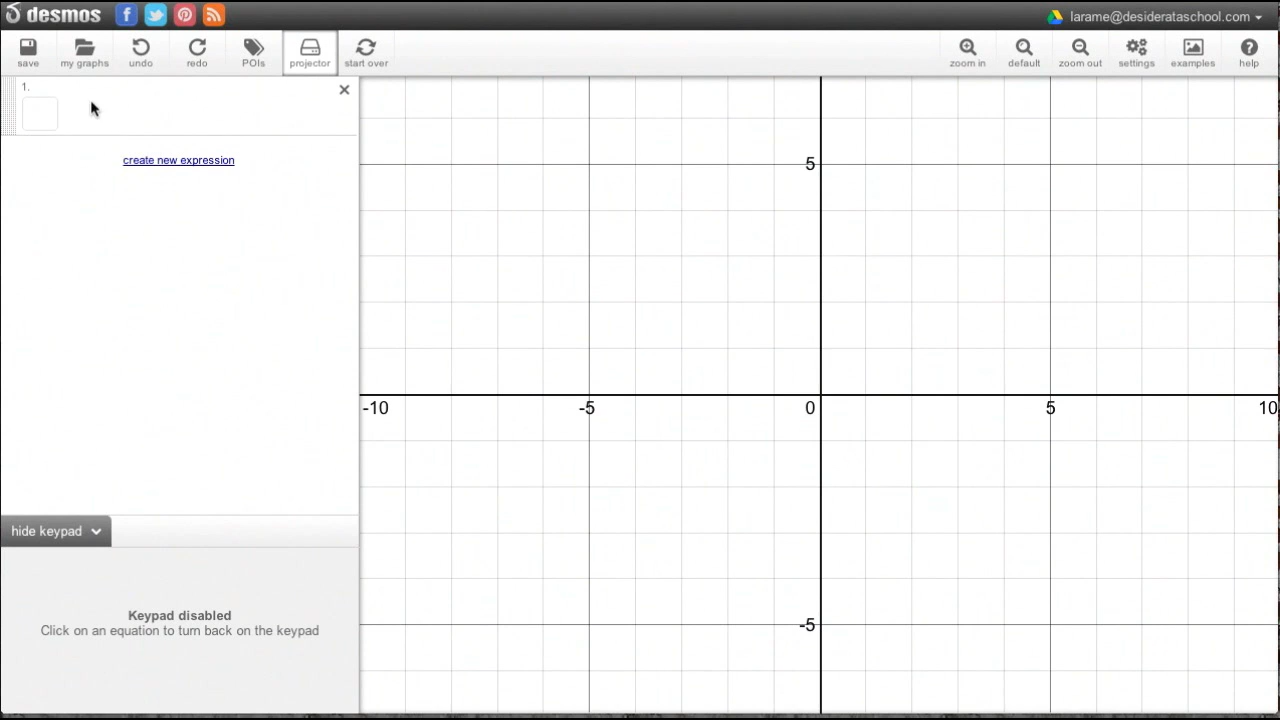 desmos
larame@desiderataschool.com
save my graphs undo redo POIs projector start over zoom in default zoom out settings examples help
1.
create new expression
5
-10 -5 0 5 10
-5
hide keypad
Keypad disabled
Click on an equation to turn back on the keypad